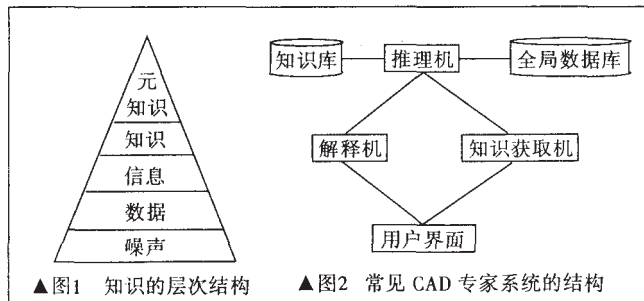 元
知识
知识
信息
数据
噪声
▲图1 知识的层次结构
知识库
推理机
全局数据库
解释机
知识获取机
用户界面
▲图2 常见 CAD 专家系统的结构